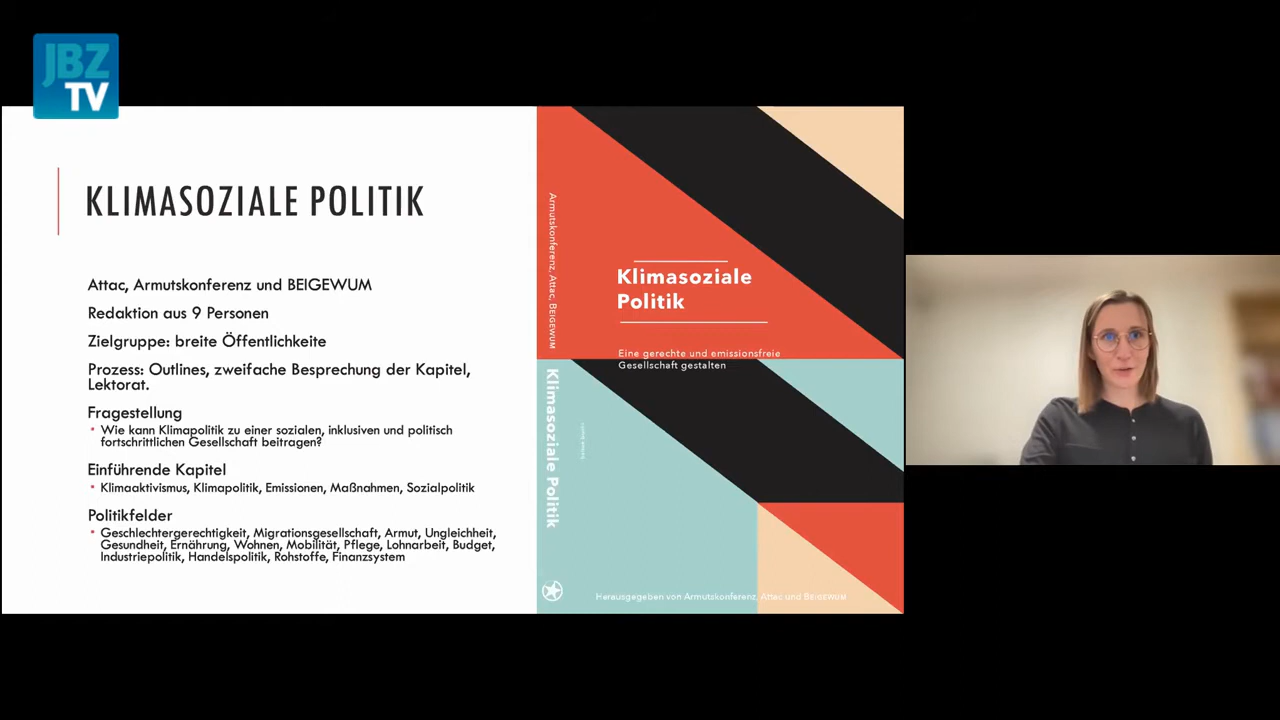 JBZ
TV
KLIMASOZIALE POLITIK
Attac, Armutskonferenz und BEIGEWUM
Redaktion aus 9 Personen
Zielgruppe: breite Öffentlichkeite
Prozess: Outlines, zweifache Besprechung der Kapitel,
Lektorat.
Fragestellung
Wie kann Klimapolitik zu einer sozialen, inklusiven und politisch
fortschrittlichen Gesellschaft beitragen?
Einführende Kapitel
Klimaaktivismus, Klimapolitik, Emissionen, Maßnahmen, Sozialpolitik
Politikfelder
Geschlechtergerechtigkeit, Migrationsgesellschaft, Armut, Ungleichheit,
Gesundheit, Ernährung, Wohnen, Mobilität, Pflege, Lohnarbeit, Budget,
Industriepolitik, Handelspolitik, Rohstoffe, Finanzsystem
Armutskonferenz, Attac, BEIGEWUM
Klimasoziale Politik
Klimasoziale
Politik
Eine gerechte und emissionsfreie
Gesellschaft gestalten
Herausgegeben von Armutskonferenz, Attac und BEIGEWUM